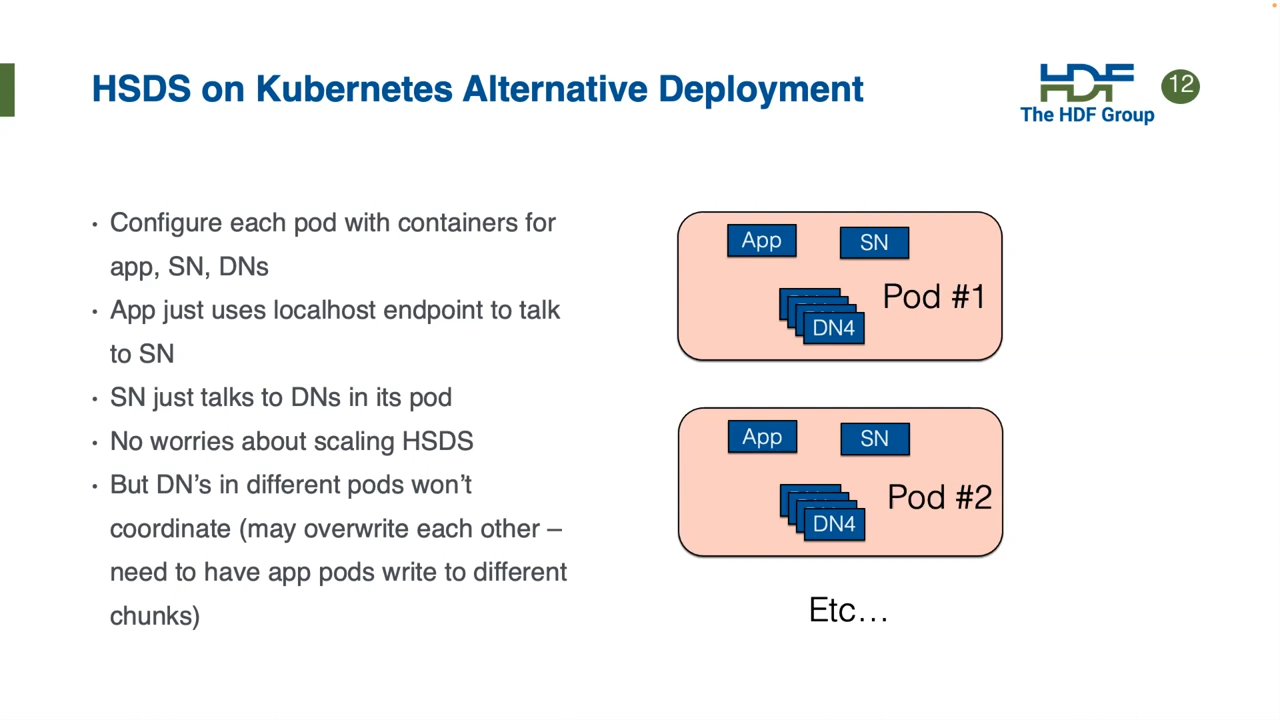 HSDS on Kubernetes Alternative Deployment
HDF
The HDF Group
12
• Configure each pod with containers for
app, SN, DNs
• App just uses localhost endpoint to talk
to SN
• SN just talks to DNs in its pod
• No worries about scaling HSDS
• But DN’s in different pods won’t
coordinate (may overwrite each other –
need to have app pods write to different
chunks)
App
SN
DN4
Pod #1
App
SN
DN4
Pod #2
Etc…